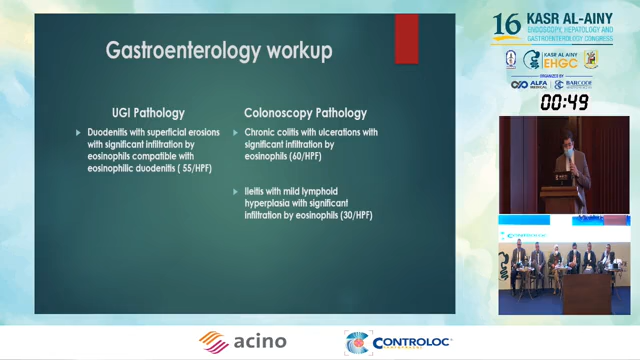 Gastroenterology workup
UGI Pathology
Duodenitis with superficial erosions
with significant infiltration by
eosinophils compatible with
eosinophilic duodenitis ( 55/HPF)
Colonoscopy Pathology
Chronic colitis with ulcerations with
significant infiltration by
eosinophils (60/HPF)
Ileitis with mild lymphoid
hyperplasia with significant
infiltration by eosinophils (30/HPF)
16 KASR AL-AINY
ENDOSCOPY, HEPATOLOGY AND
GASTROENTEROLOGY CONGRESS
KASR AL AINY
EHGC
ORGANIZED BY
ALFA
MEDICAL
BARCODE
00:49
CONTROLOC
acino
CONTROLOC